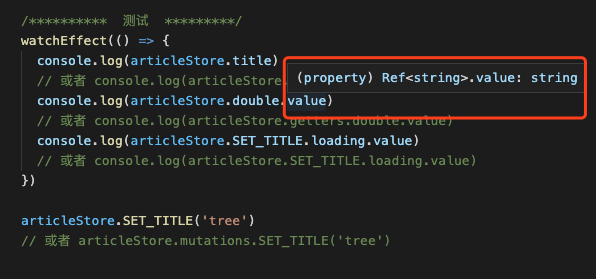 /********** 测试 *********/
watchEffect(() => {
console.log(articleStore.title)
// 或者 console.log(articleStore.
(property) Ref<string>.value: string
console.log(articleStore.double.value)
// 或者 console.log(articleStore.getters.double.value)
console.log(articleStore.SET_TITLE.loading.value)
// 或者 console.log(articleStore.SET_TITLE.loading.value)
})
articleStore.SET_TITLE('tree')
// 或者 articleStore.mutations.SET_TITLE('tree')